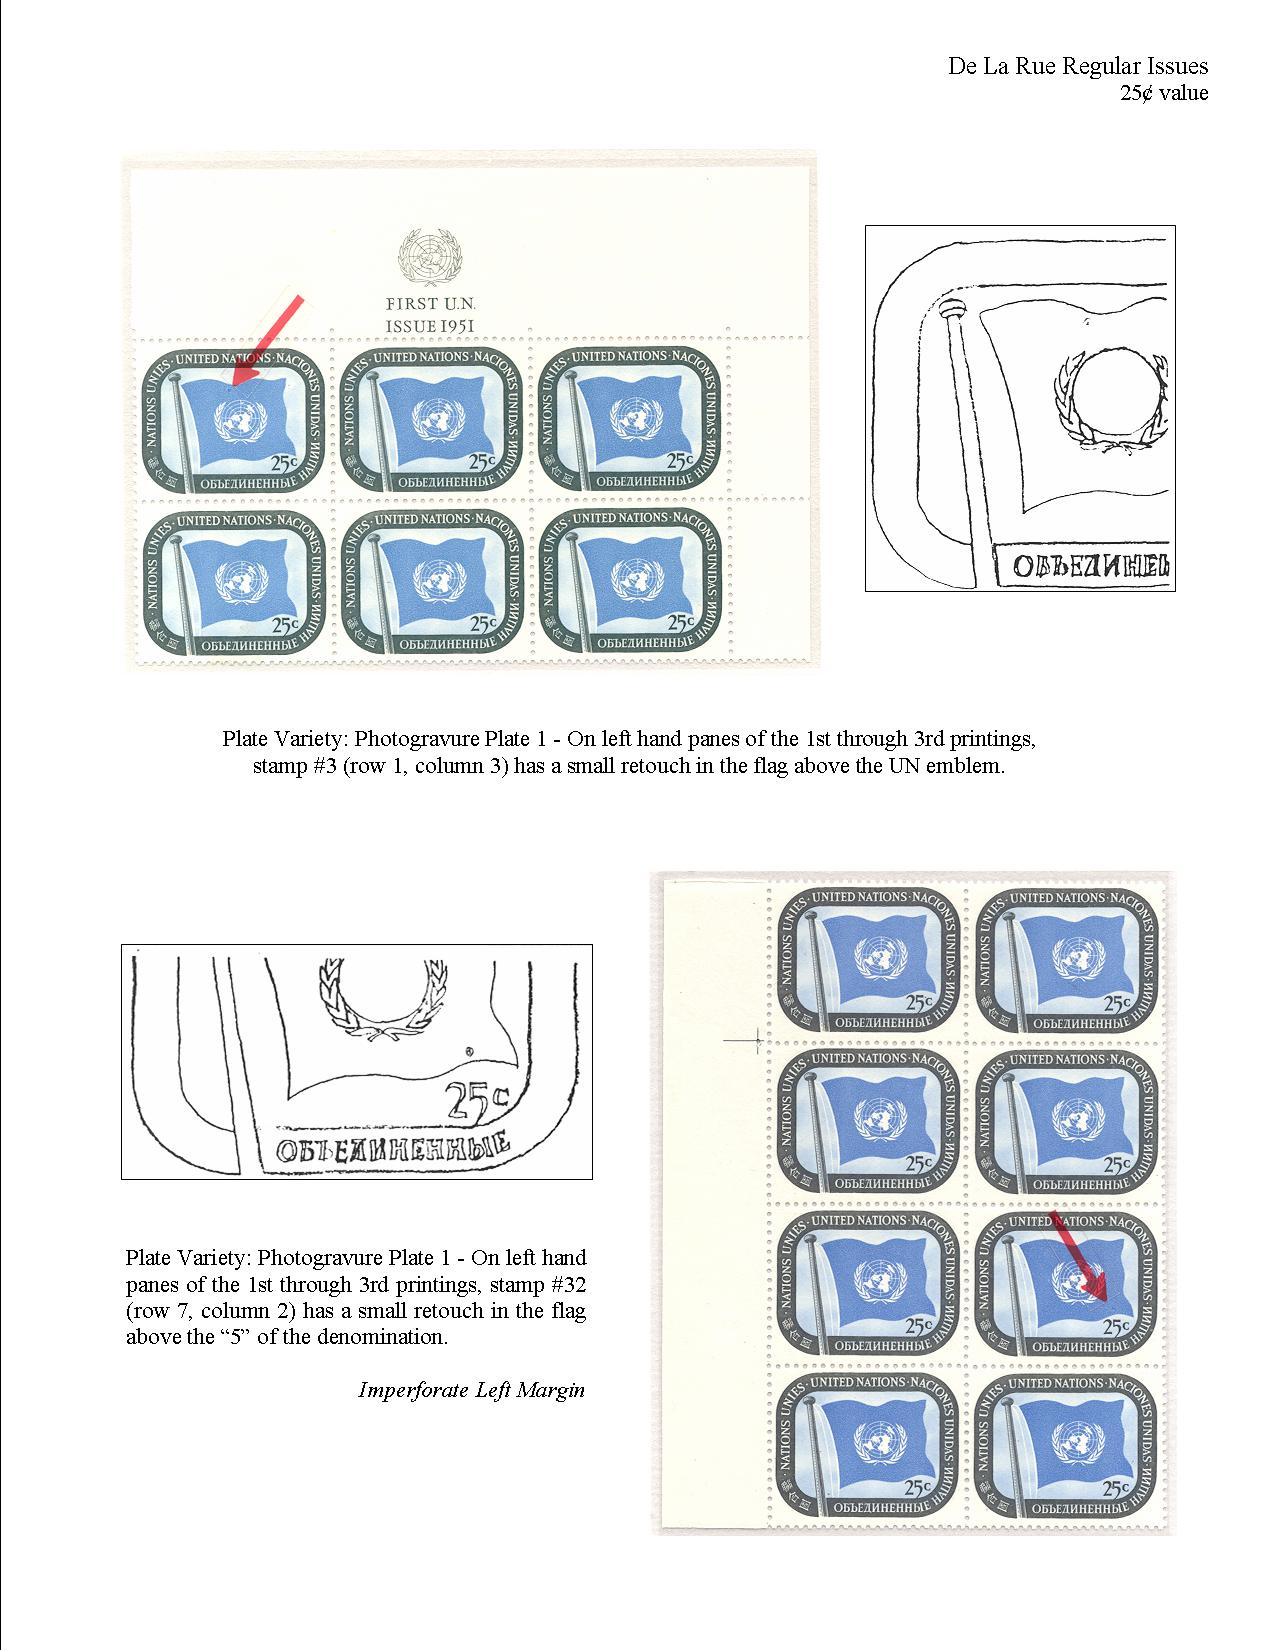 De La Rue Regular Issues
25¢ value
FIRST U.N.
ISSUE 1951
NATIONS UNIES · UNITED NATIONS · NACIONES UNIDAS · ОБЪЕДИНЕННЫЕ НАЦИИ
25c
NATIONS UNIES · UNITED NATIONS · NACIONES UNIDAS · ОБЪЕДИНЕННЫЕ НАЦИИ
25c
NATIONS UNIES · UNITED NATIONS · NACIONES UNIDAS · ОБЪЕДИНЕННЫЕ НАЦИИ
25c
NATIONS UNIES · UNITED NATIONS · NACIONES UNIDAS · ОБЪЕДИНЕННЫЕ НАЦИИ
25c
NATIONS UNIES · UNITED NATIONS · NACIONES UNIDAS · ОБЪЕДИНЕННЫЕ НАЦИИ
25c
NATIONS UNIES · UNITED NATIONS · NACIONES UNIDAS · ОБЪЕДИНЕННЫЕ НАЦИИ
25c
Plate Variety: Photogravure Plate 1 - On left hand panes of the 1st through 3rd printings,
stamp #3 (row 1, column 3) has a small retouch in the flag above the UN emblem.
25c
ОБЪЕДИНЕННЫЕ
Plate Variety: Photogravure Plate 1 - On left hand
panes of the 1st through 3rd printings, stamp #32
(row 7, column 2) has a small retouch in the flag
above the “5” of the denomination.
Imperforate Left Margin
NATIONS UNIES · UNITED NATIONS · NACIONES UNIDAS · ОБЪЕДИНЕННЫЕ НАЦИИ
25c
NATIONS UNIES · UNITED NATIONS · NACIONES UNIDAS · ОБЪЕДИНЕННЫЕ НАЦИИ
25c
NATIONS UNIES · UNITED NATIONS · NACIONES UNIDAS · ОБЪЕДИНЕННЫЕ НАЦИИ
25c
NATIONS UNIES · UNITED NATIONS · NACIONES UNIDAS · ОБЪЕДИНЕННЫЕ НАЦИИ
25c
NATIONS UNIES · UNITED NATIONS · NACIONES UNIDAS · ОБЪЕДИНЕННЫЕ НАЦИИ
25c
NATIONS UNIES · UNITED NATIONS · NACIONES UNIDAS · ОБЪЕДИНЕННЫЕ НАЦИИ
25c
NATIONS UNIES · UNITED NATIONS · NACIONES UNIDAS · ОБЪЕДИНЕННЫЕ НАЦИИ
25c
NATIONS UNIES · UNITED NATIONS · NACIONES UNIDAS · ОБЪЕДИНЕННЫЕ НАЦИИ
25c